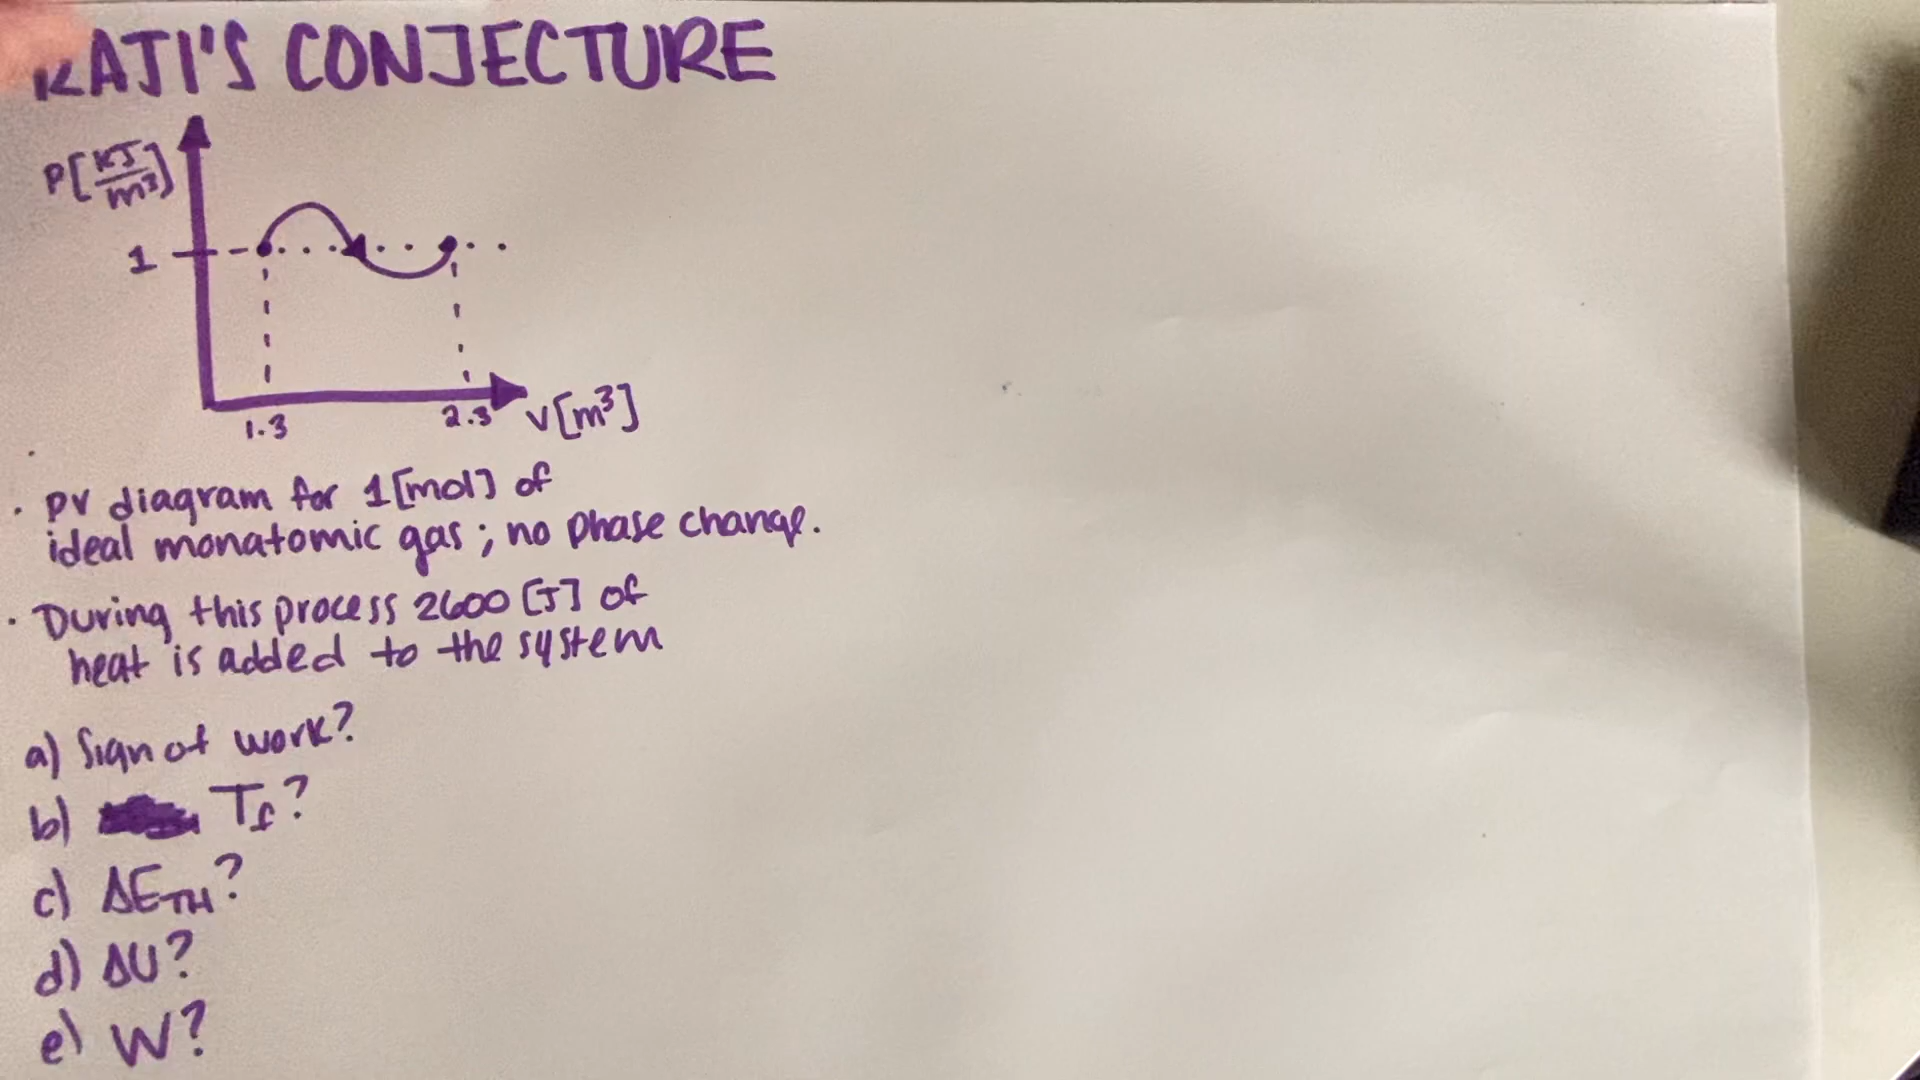 KAJI'S CONJECTURE
P[KJ/m³]
1
1.3
2.3
V[m³]
· PV diagram for 1[mol] of
ideal monatomic gas; no phase change.
· During this process 2600 [J] of
heat is added to the system
a) Sign of work?
b) Tf?
c) ΔETH?
d) ΔU?
e) W?